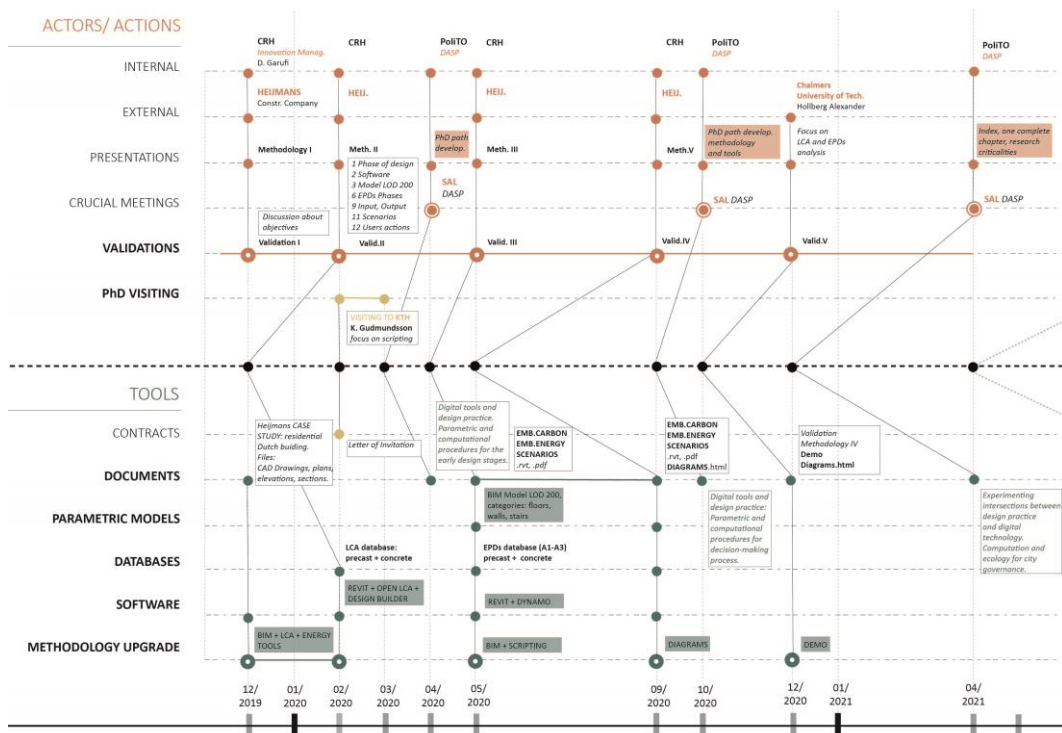 ACTORS/ ACTIONS
CRH
Innovation Manag.
D. Garufi
CRH
PoliTO
DASP
CRH
CRH
PoliTO
DASP
PoliTO
DASP
INTERNAL
HEIJMANS
Constr. Company
HEIJ.
HEIJ.
HEIJ.
Chalmers
University of Tech.
Hollberg Alexander
EXTERNAL
PhD path
develop.
PhD path develop.
methodology
and tools
Focus on
LCA and EPDs
analysis
Index, one complete
chapter, research
criticalities
PRESENTATIONS
Methodology I
Meth. II
Meth. III
Meth.V
1 Phase of design
2 Software
3 Model LOD 200
6 EPDs Phases
9 Input, Output
11 Scenarios
12 Users actions
SAL
DASP
SAL DASP
SAL DASP
CRUCIAL MEETINGS
Discussion about
objectives
VALIDATIONS
Validation I
Valid.II
Valid. III
Valid.IV
Valid.V
PhD VISITING
VISITING TO KTH
K. Gudmundsson
focus on scripting
TOOLS
CONTRACTS
Heijmans CASE
STUDY: residential
Dutch buiding.
Files:
CAD Drawings, plans,
elevations, sections.
Letter of Invitation
Digital tools and
design practice.
Parametric and
computational
procedures for the
early design stages.
EMB.CARBON
EMB.ENERGY
SCENARIOS
.rvt, .pdf
EMB.CARBON
EMB.ENERGY
SCENARIOS
.rvt, .pdf
DIAGRAMS.html
Validation
Methodology IV
Demo
Diagrams.html
DOCUMENTS
BIM Model LOD 200,
categories: floors,
walls, stairs
Digital tools and
design practice:
Parametric and
computational
procedures for
decision-making
process.
Experimenting
intersections between
design practice
and digital
technology.
Computation and
ecology for city
governance.
PARAMETRIC MODELS
DATABASES
LCA database:
precast + concrete
EPDs database (A1-A3)
precast + concrete
REVIT + OPEN LCA +
DESIGN BUILDER
REVIT + DYNAMO
SOFTWARE
METHODOLOGY UPGRADE
BIM + LCA + ENERGY
TOOLS
BIM + SCRIPTING
DIAGRAMS
DEMO
12/
2019
01/
2020
02/
2020
03/
2020
04/
2020
05/
2020
09/
2020
10/
2020
12/
2020
01/
2021
04/
2021